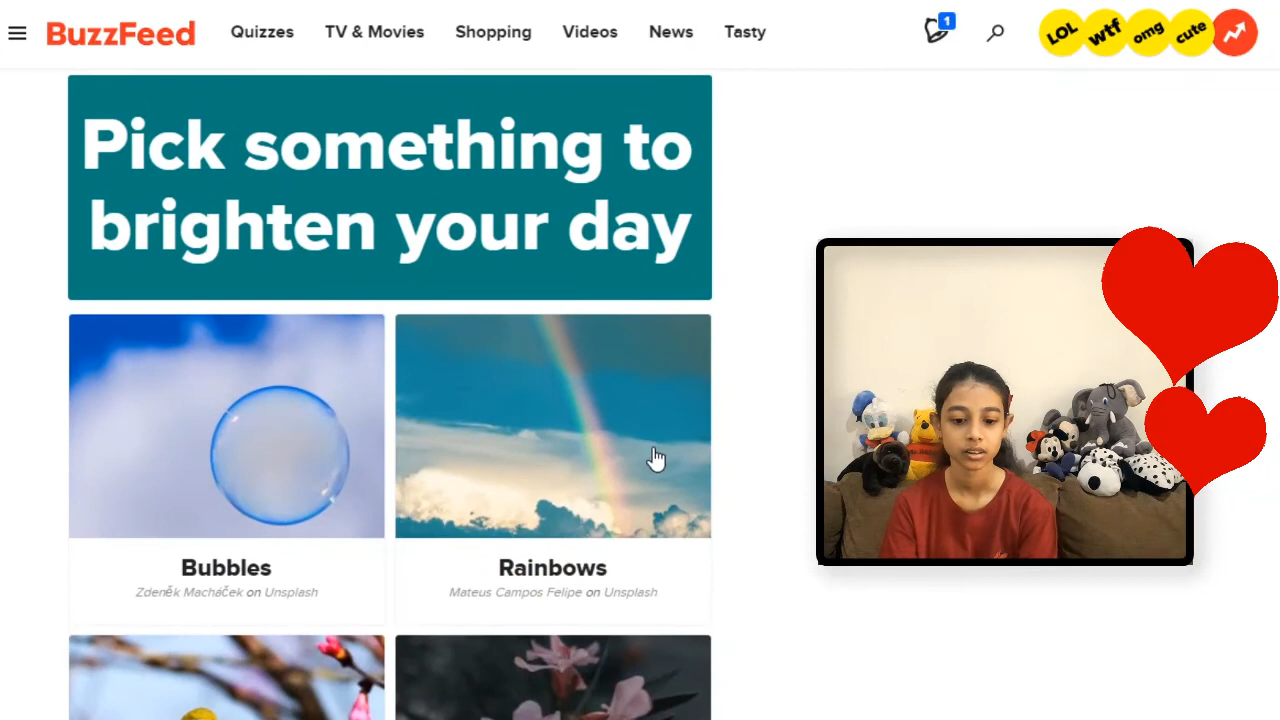 BuzzFeed
Quizzes TV & Movies Shopping Videos News Tasty
1
LOL wtf omg cute
Pick something to
brighten your day
Bubbles
Zdeněk Macháček on Unsplash
Rainbows
Mateus Campos Felipe on Unsplash